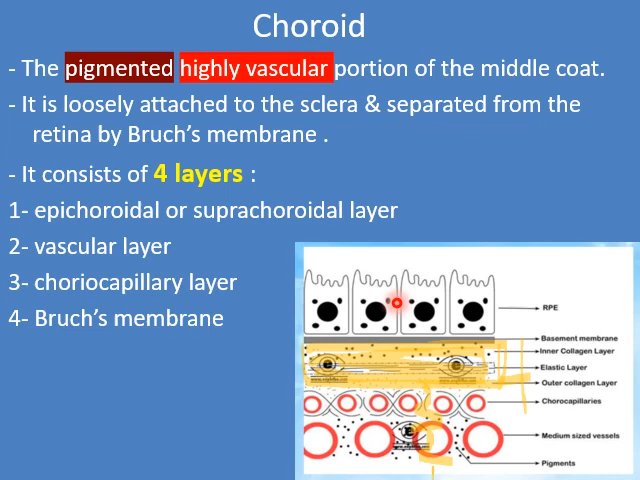 Choroid
- The pigmented highly vascular portion of the middle coat.
- It is loosely attached to the sclera & separated from the
retina by Bruch's membrane .
- It consists of 4 layers :
1- epichoroidal or suprachoroidal layer
2- vascular layer
3- choriocapillary layer
4- Bruch's membrane
RPE
Basement membrane
Inner Collagen Layer
Elastic Layer
Outer collagen Layer
Chorocapillaries
Medium sized vessels
Pigments